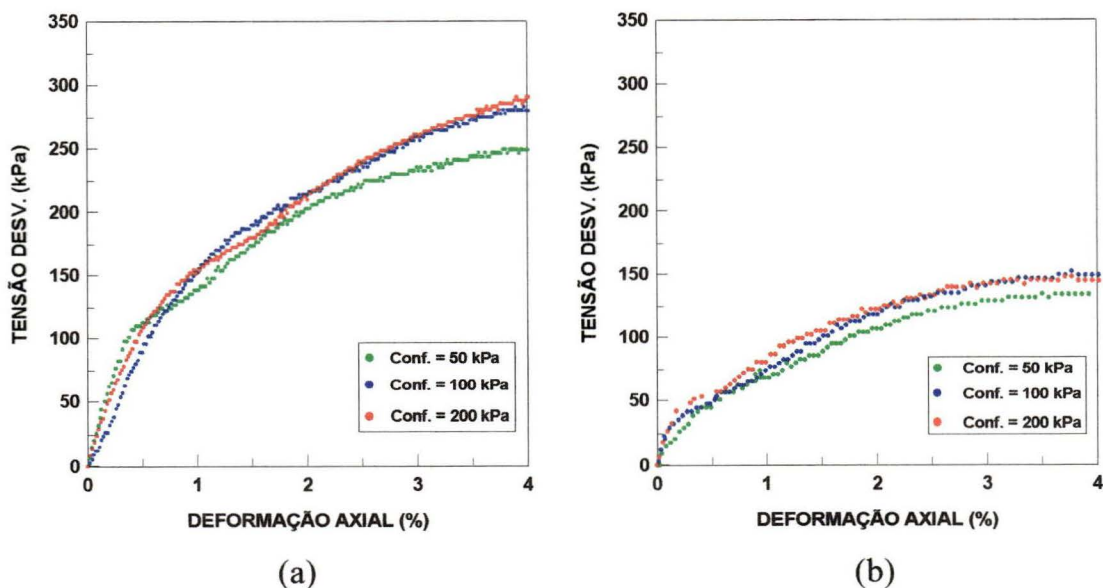 350
300
250
200
150
100
50
0
TENSÃO DESV. (kPa)
Conf. = 50 kPa
Conf. = 100 kPa
Conf. = 200 kPa
0 1 2 3 4
DEFORMAÇÃO AXIAL (%)
(a)
350
300
250
200
150
100
50
0
TENSÃO DESV. (kPa)
Conf. = 50 kPa
Conf. = 100 kPa
Conf. = 200 kPa
0 1 2 3 4
DEFORMAÇÃO AXIAL (%)
(b)